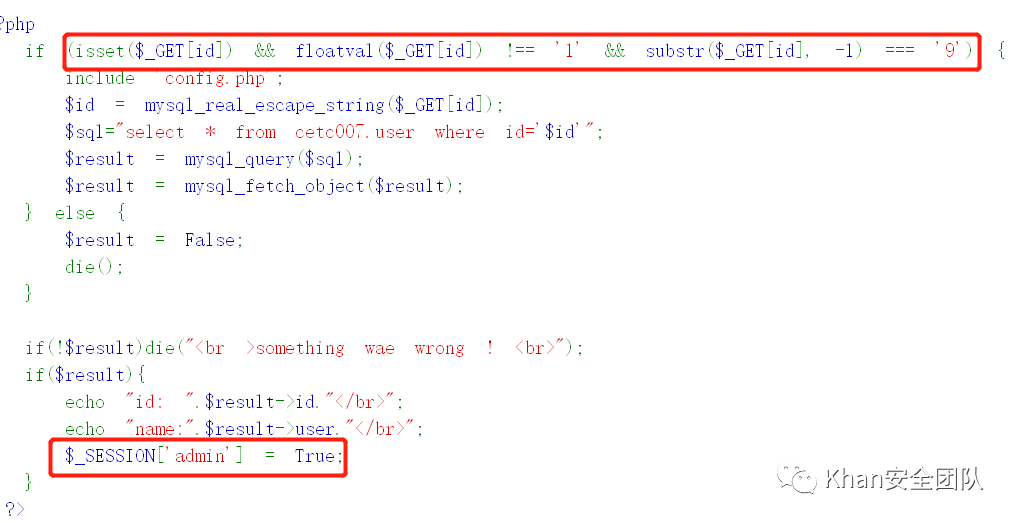 ?php
if (isset($_GET[id]) && floatval($_GET[id]) !== '1' && substr($_GET[id], -1) === '9') {
include 'config.php';
$id = mysql_real_escape_string($_GET[id]);
$sql="select * from cetc007.user where id='$id'";
$result = mysql_query($sql);
$result = mysql_fetch_object($result);
} else {
$result = False;
die();
}
if(!$result)die("<br >something wae wrong ! <br>");
if($result){
echo "id: ".$result->id."</br>";
echo "name:".$result->user."</br>";
$_SESSION['admin'] = True;
}
?>
Khan安全团队